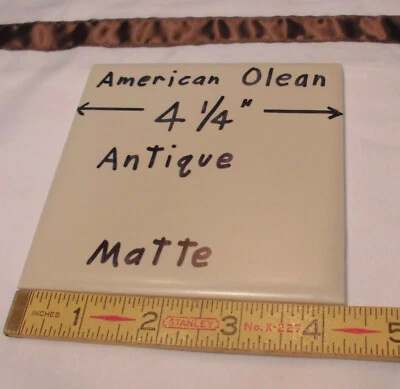 American Olean
4 1/4"
Antique
Matte
INCHES 1 2 STANLEY 3 No. X-227 4 5